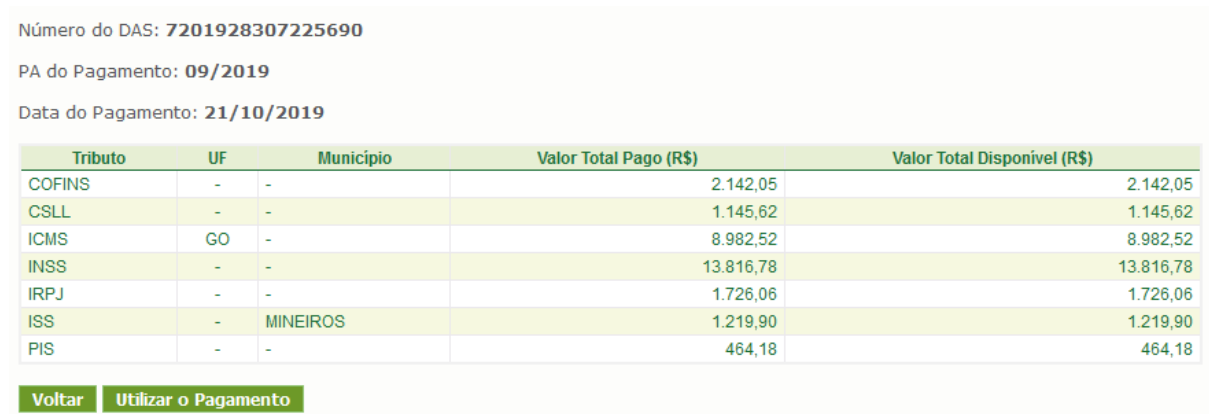 Número do DAS: 7201928307225690
PA do Pagamento: 09/2019
Data do Pagamento: 21/10/2019
Tributo UF Município Valor Total Pago (R$) Valor Total Disponível (R$)
COFINS - - 2.142,05 2.142,05
CSLL - - 1.145,62 1.145,62
ICMS GO - 8.982,52 8.982,52
INSS - - 13.816,78 13.816,78
IRPJ - - 1.726,06 1.726,06
ISS - MINEIROS 1.219,90 1.219,90
PIS - - 464,18 464,18
Voltar Utilizar o Pagamento